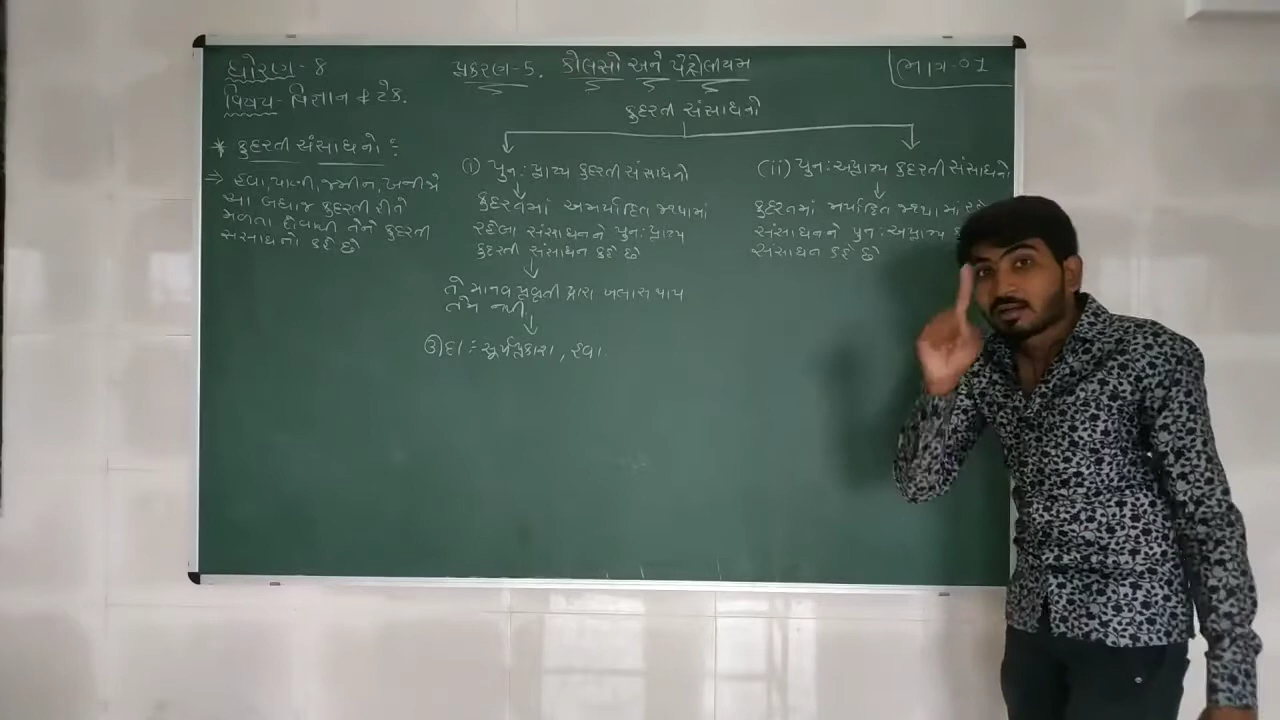 ધોરણ-8
વિષય- વિજ્ઞાન & ટેક.
પ્રકરણ-5. કોલસો અને પેટ્રોલિયમ
ભાગ-01
કુદરતી સંસાધનો
* કુદરતી સંસાધનો :
→ હવા, પાણી, જમીન, ખનીજો
આ બધાજ કુદરતી રીતે
મળતા હોવાથી તેને કુદરતી
સંસાધનો કહે છે
(i) પુનઃ પ્રાપ્ય કુદરતી સંસાધનો
કુદરતમાં અમર્યાદિત જથ્થામાં
રહેલા સંસાધનને પુનઃ પ્રાપ્ય
કુદરતી સંસાધન કહે છે
તે માનવ પ્રવૃતી દ્વારા ખલાસ થાય
તેમ નથી
ઉદા :- સૂર્યપ્રકાશ, હવા.
(ii) પુનઃ અપ્રાપ્ય કુદરતી સંસાધનો
કુદરતમાં મર્યાદિત જથ્થા માં
સંસાધનને પુનઃ અપ્રાપ્ય
સંસાધન કહે છે